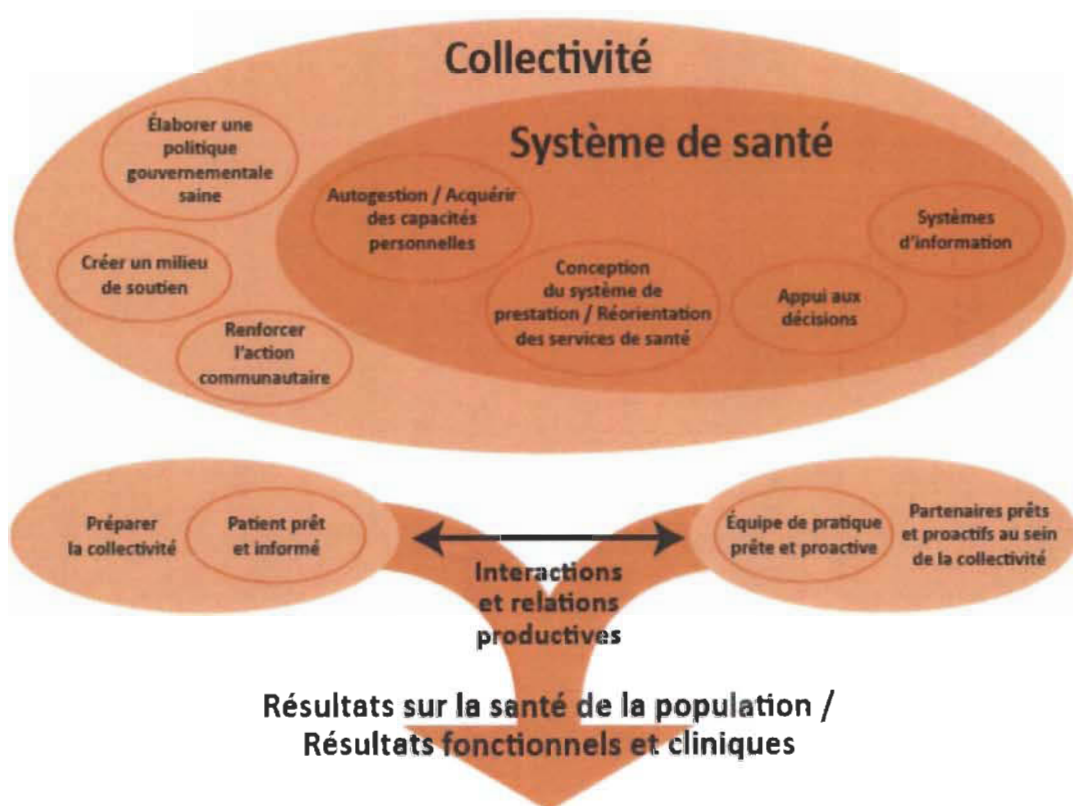 Collectivité
Système de santé
Élaborer une
politique
gouvernementale
saine
Créer un milieu
de soutien
Renforcer
l'action
communautaire
Autogestion / Acquérir
des capacités
personnelles
Conception
du système de
prestation / Réorientation
des services de santé
Appui aux
décisions
Systèmes
d'information
Préparer
la collectivité
Patient prêt
et informé
Interactions
et relations
productives
Équipe de pratique
prête et proactive
Partenaires prêts
et proactifs au sein
de la collectivité
Résultats sur la santé de la population /
Résultats fonctionnels et cliniques